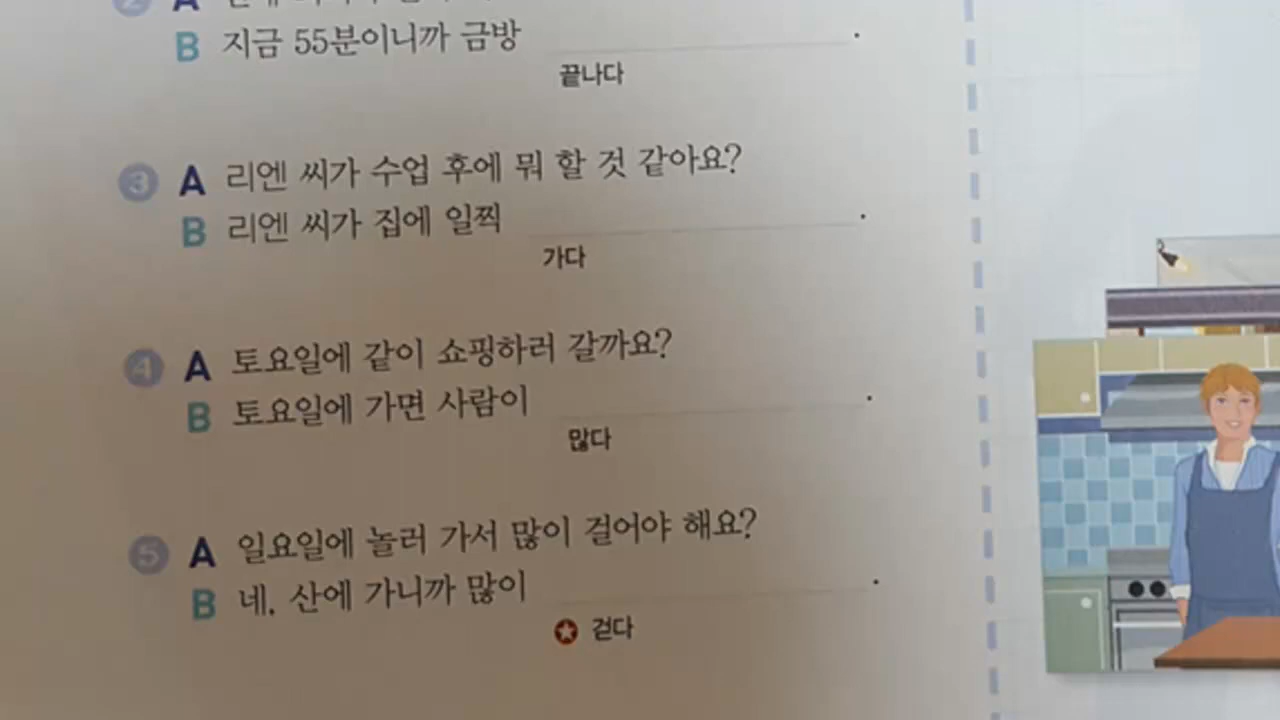 2 A
B 지금 55분이니까 금방 .
끝나다
3 A 리엔 씨가 수업 후에 뭐 할 것 같아요?
B 리엔 씨가 집에 일찍 .
가다
4 A 토요일에 같이 쇼핑하러 갈까요?
B 토요일에 가면 사람이 .
많다
5 A 일요일에 놀러 가서 많이 걸어야 해요?
B 네, 산에 가니까 많이 .
걷다